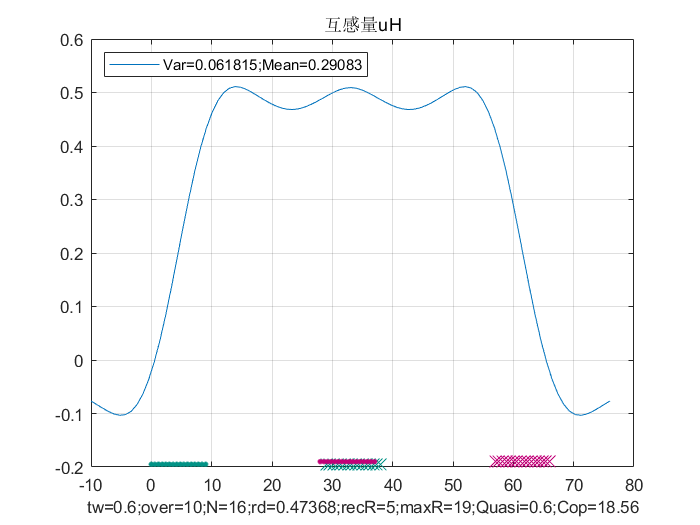 互感量uH
0.6
Var=0.061815;Mean=0.29083
0.5
0.4
0.3
0.2
0.1
0
-0.1
-0.2
-10 0 10 20 30 40 50 60 70 80
tw=0.6;over=10;N=16;rd=0.47368;recR=5;maxR=19;Quasi=0.6;Cop=18.56